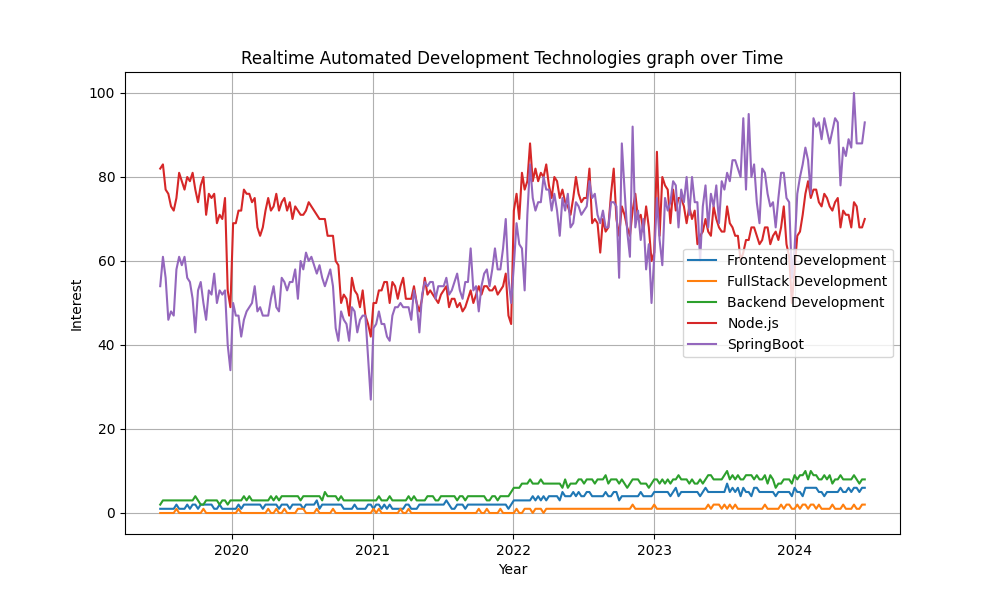 Realtime Automated Development Technologies graph over Time
100
80
60
40
20
0
Interest
Frontend Development
FullStack Development
Backend Development
Node.js
SpringBoot
2020
2021
2022
2023
2024
Year